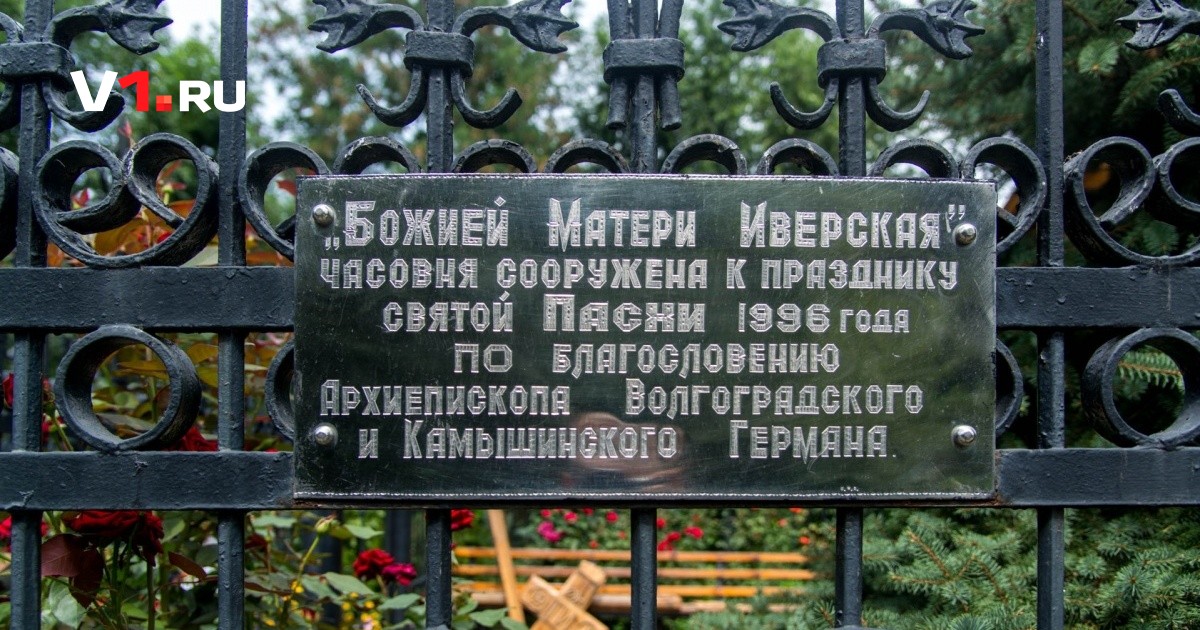 V1.RU
„Божией Матери Иверская"
часовня сооружена к празднику
святой Пасхи 1996 года
по благословению
Архиепископа Волгоградского
и Камышинского Германа.